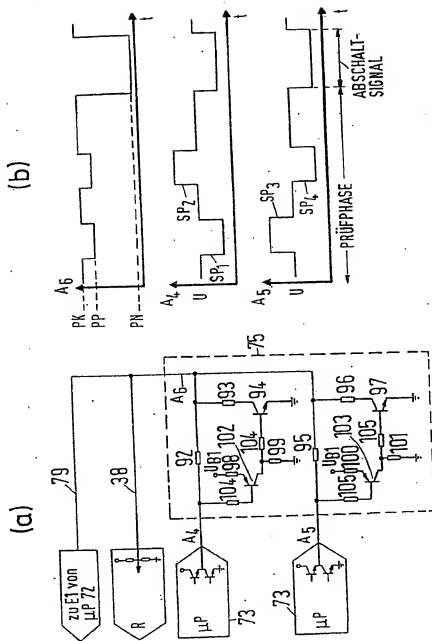 (a)
zu E1 von
µP 72
79
R
38
A6
µP
73
A4
92
93
94
104
98
UB1
102
104
99
75
µP
73
A5
95
96
97
105
100
UB1
103
105
101
(b)
A6
PK
PP
PN
t
A4
U
SP1
SP2
t
A5
U
SP3
SP4
t
PRÜFPHASE
ABSCHALT-
SIGNAL